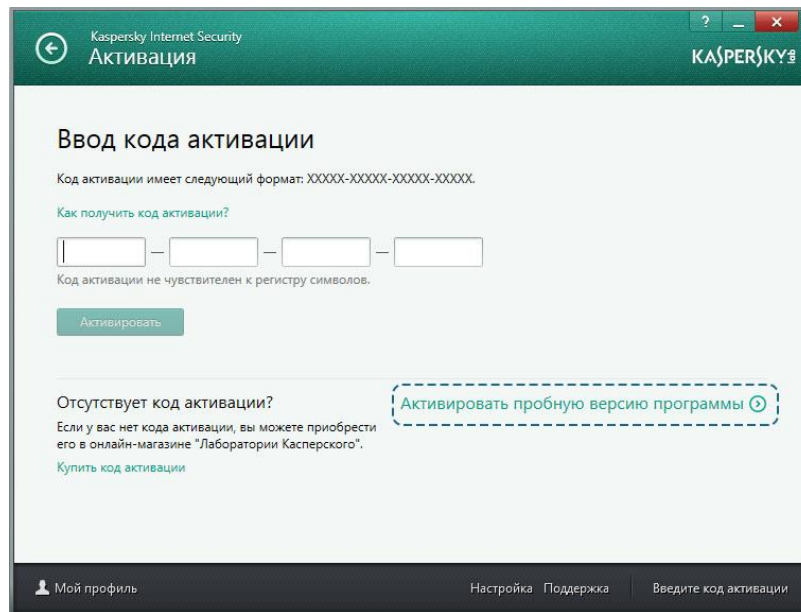 Kaspersky Internet Security
Активация
KASPERSKY
Ввод кода активации
Код активации имеет следующий формат: XXXXX-XXXXX-XXXXX-XXXXX.
Как получить код активации?
Код активации не чувствителен к регистру символов.
Активировать
Отсутствует код активации?
Активировать пробную версию программы
Если у вас нет кода активации, вы можете приобрести
его в онлайн-магазине "Лаборатории Касперского".
Купить код активации
Мой профиль
Настройка Поддержка
Введите код активации